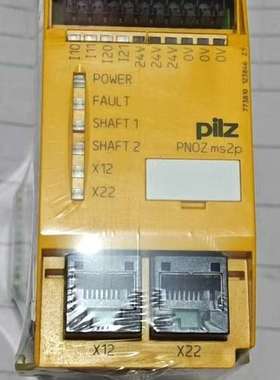 I10 I11 I20 I21 24V 24V 24V 0V 0V 0V
POWER
FAULT
SHAFT 1
SHAFT 2
X12
X22
pilz
PNOZ ms2p
773810
X12 X22